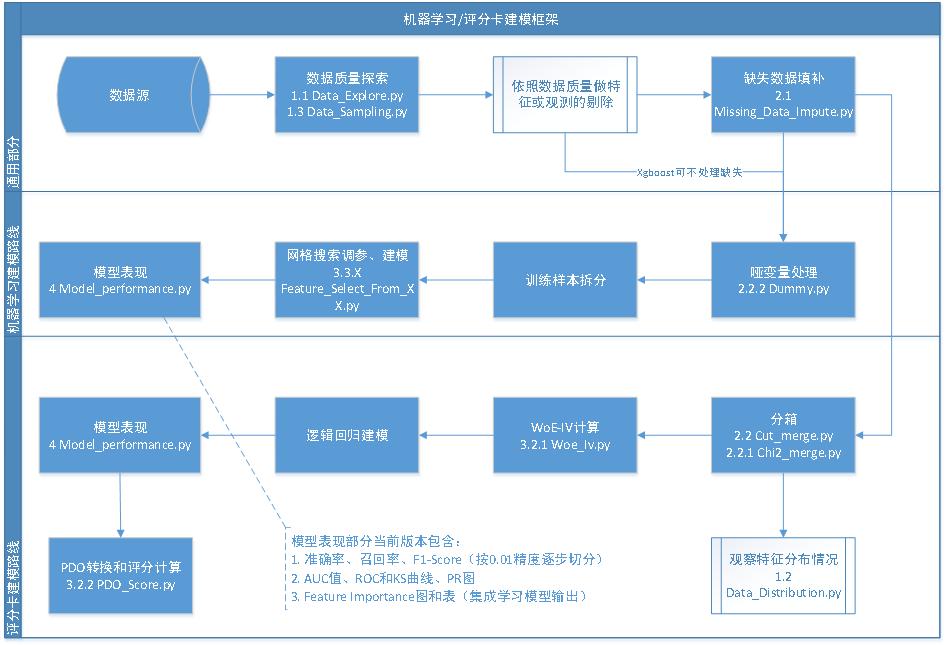 机器学习/评分卡建模框架
通用部分
数据源
数据质量探索
1.1 Data_Explore.py
1.3 Data_Sampling.py
依照数据质量做特
征或观测的剔除
缺失数据填补
2.1
Missing_Data_Impute.py
Xgboost可不处理缺失
机器学习建模路线
模型表现
4 Model_performance.py
网格搜索调参、建模
3.3.X
Feature_Select_From_X
X.py
训练样本拆分
哑变量处理
2.2.2 Dummy.py
评分卡建模路线
模型表现
4 Model_performance.py
逻辑回归建模
WoE-IV计算
3.2.1 Woe_Iv.py
分箱
2.2 Cut_merge.py
2.2.1 Chi2_merge.py
PDO转换和评分计算
3.2.2 PDO_Score.py
模型表现部分当前版本包含：
1. 准确率、召回率、F1-Score（按0.01精度逐步切分）
2. AUC值、ROC和KS曲线、PR图
3. Feature Importance图和表（集成学习模型输出）
观察特征分布情况
1.2
Data_Distribution.py